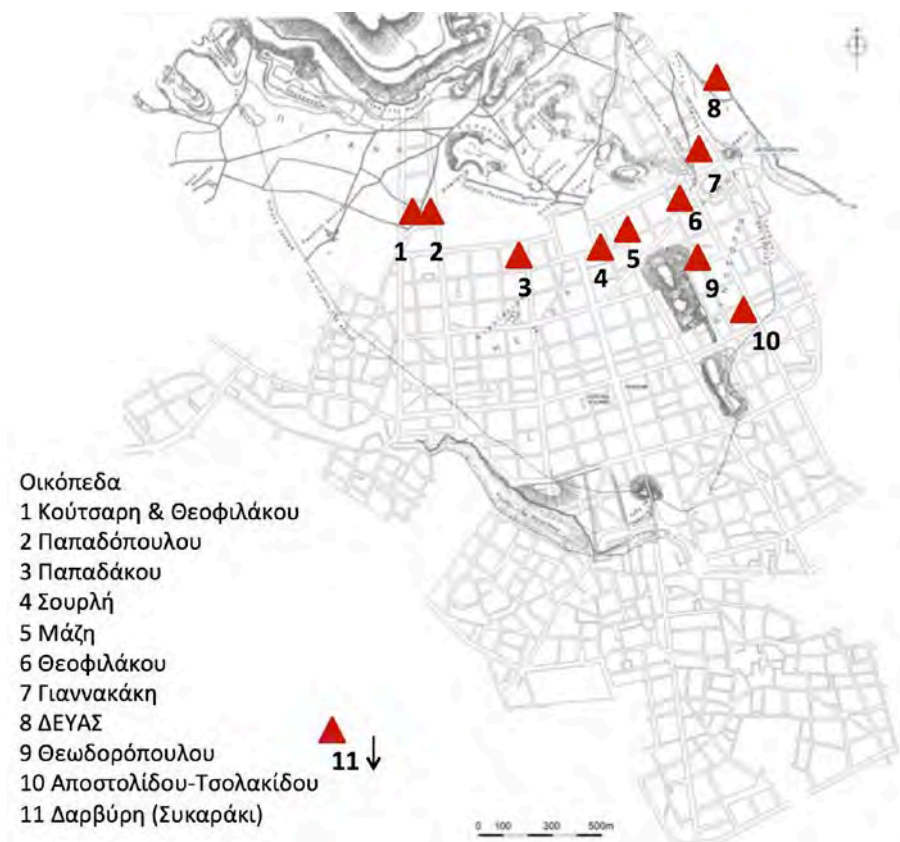 8
7
6
1
2
3
4
5
9
10
Οικόπεδα
1 Κούτσαρη & Θεοφιλάκου
2 Παπαδόπουλου
3 Παπαδάκου
4 Σουρλή
5 Μάζη
6 Θεοφιλάκου
7 Γιαννακάκη
8 ΔΕΥΑΣ
9 Θεωδορόπουλου
10 Αποστολίδου-Τσολακίδου
11 Δαρβύρη (Συκαράκι)
11
0 100 300 500m